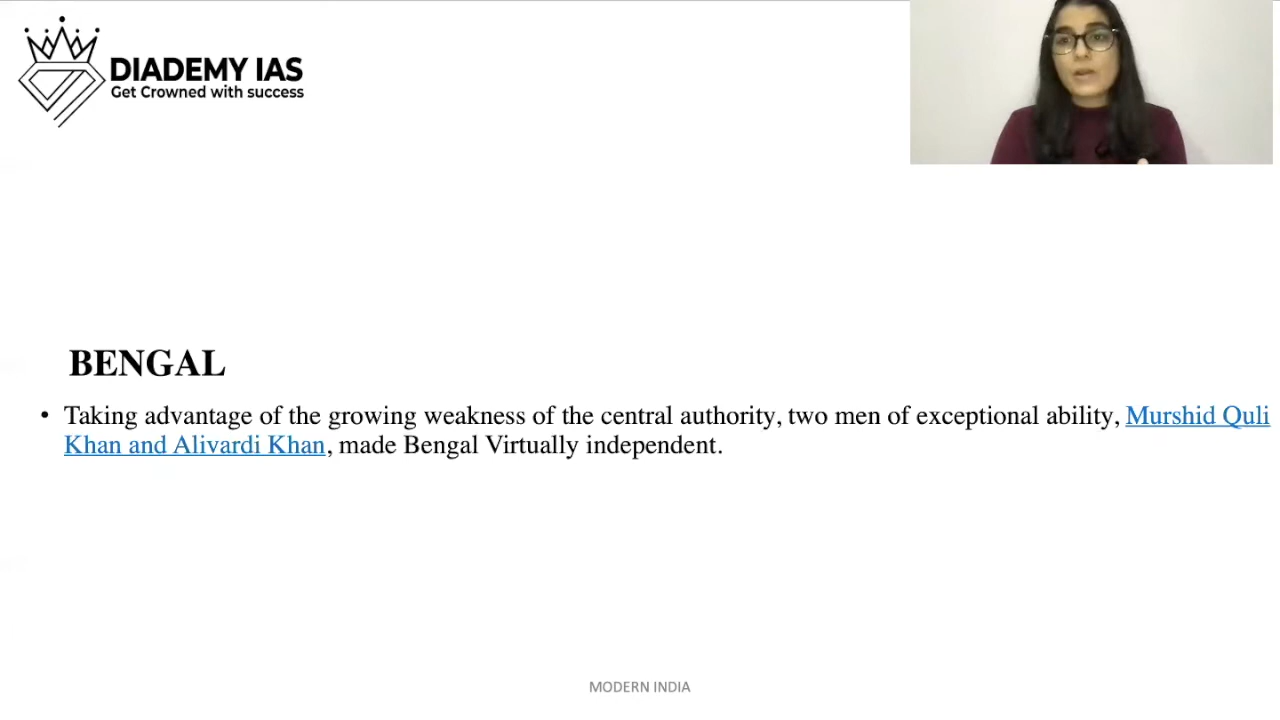 DIADEMY IAS
Get Crowned with success
BENGAL
• Taking advantage of the growing weakness of the central authority, two men of exceptional ability, Murshid Quli
Khan and Alivardi Khan, made Bengal Virtually independent.
MODERN INDIA